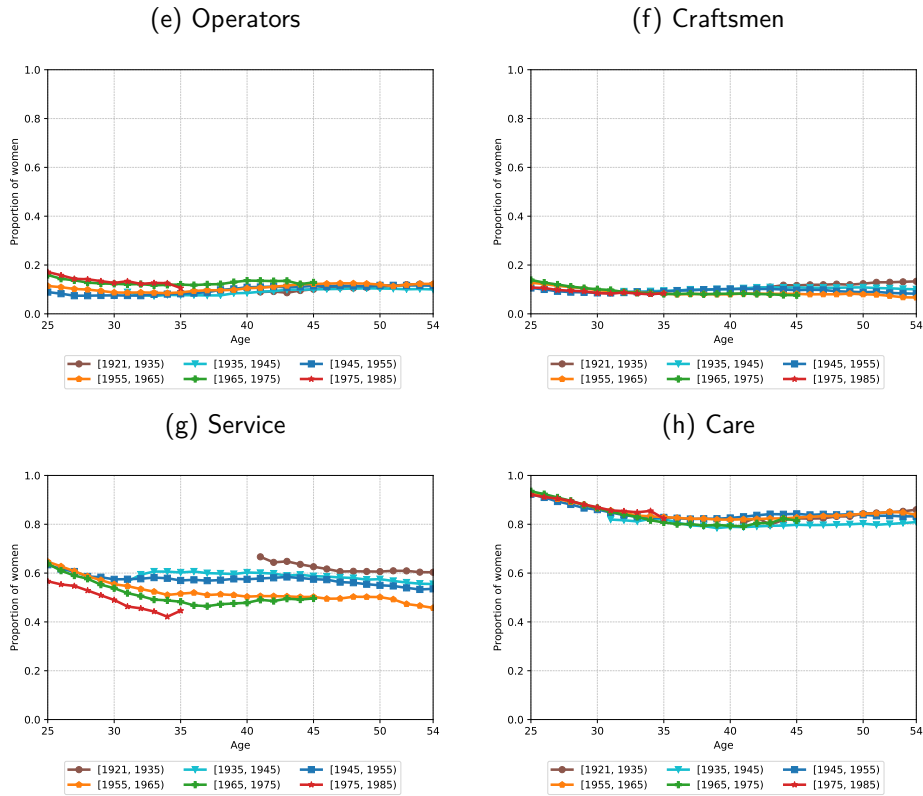 (e) Operators
1.0
0.8
0.6
0.4
0.2
0.0
Proportion of women
25 30 35 40 45 50 54
Age
[1921, 1935) [1935, 1945) [1945, 1955)
[1955, 1965) [1965, 1975) [1975, 1985)
(f) Craftsmen
1.0
0.8
0.6
0.4
0.2
0.0
Proportion of women
25 30 35 40 45 50 54
Age
[1921, 1935) [1935, 1945) [1945, 1955)
[1955, 1965) [1965, 1975) [1975, 1985)
(g) Service
1.0
0.8
0.6
0.4
0.2
0.0
Proportion of women
25 30 35 40 45 50 54
Age
[1921, 1935) [1935, 1945) [1945, 1955)
[1955, 1965) [1965, 1975) [1975, 1985)
(h) Care
1.0
0.8
0.6
0.4
0.2
0.0
Proportion of women
25 30 35 40 45 50 54
Age
[1921, 1935) [1935, 1945) [1945, 1955)
[1955, 1965) [1965, 1975) [1975, 1985)